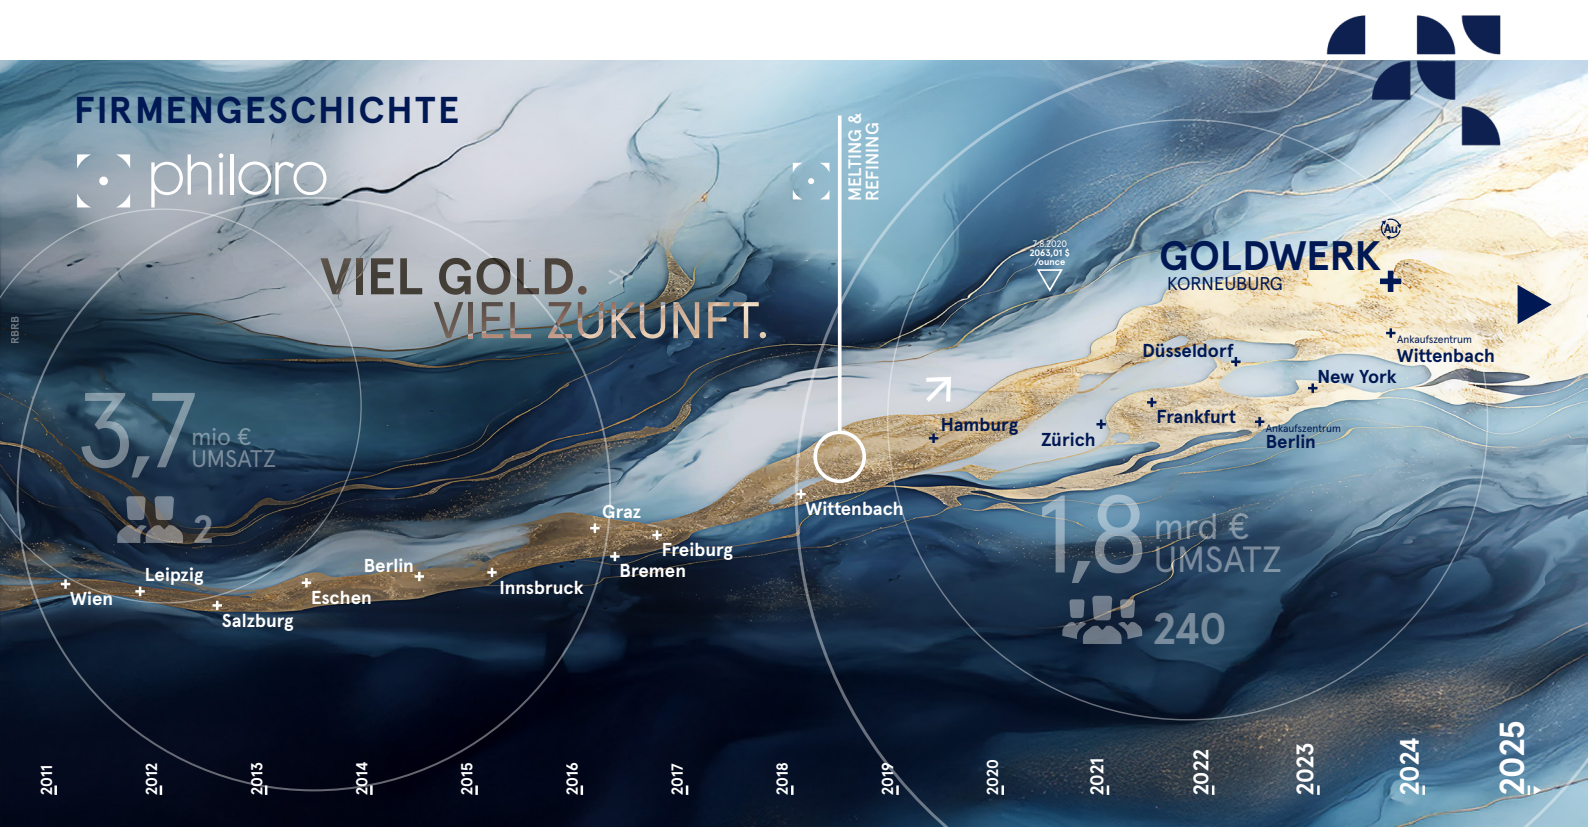 FIRMENGESCHICHTE
philoro
MELTING &
REFINING
VIEL GOLD.
VIEL ZUKUNFT.
7.8.2020
2063,01 $
/ounce
Au
GOLDWERK
KORNEUBURG
RBRB
3,7 mio €
UMSATZ
2
Wien
Leipzig
Salzburg
Eschen
Berlin
Innsbruck
Graz
Bremen
Freiburg
Wittenbach
Hamburg
Zürich
Düsseldorf
Frankfurt
Ankaufszentrum
Berlin
New York
Ankaufszentrum
Wittenbach
1,8 mrd €
UMSATZ
240
2011
2012
2013
2014
2015
2016
2017
2018
2019
2020
2021
2022
2023
2024
2025